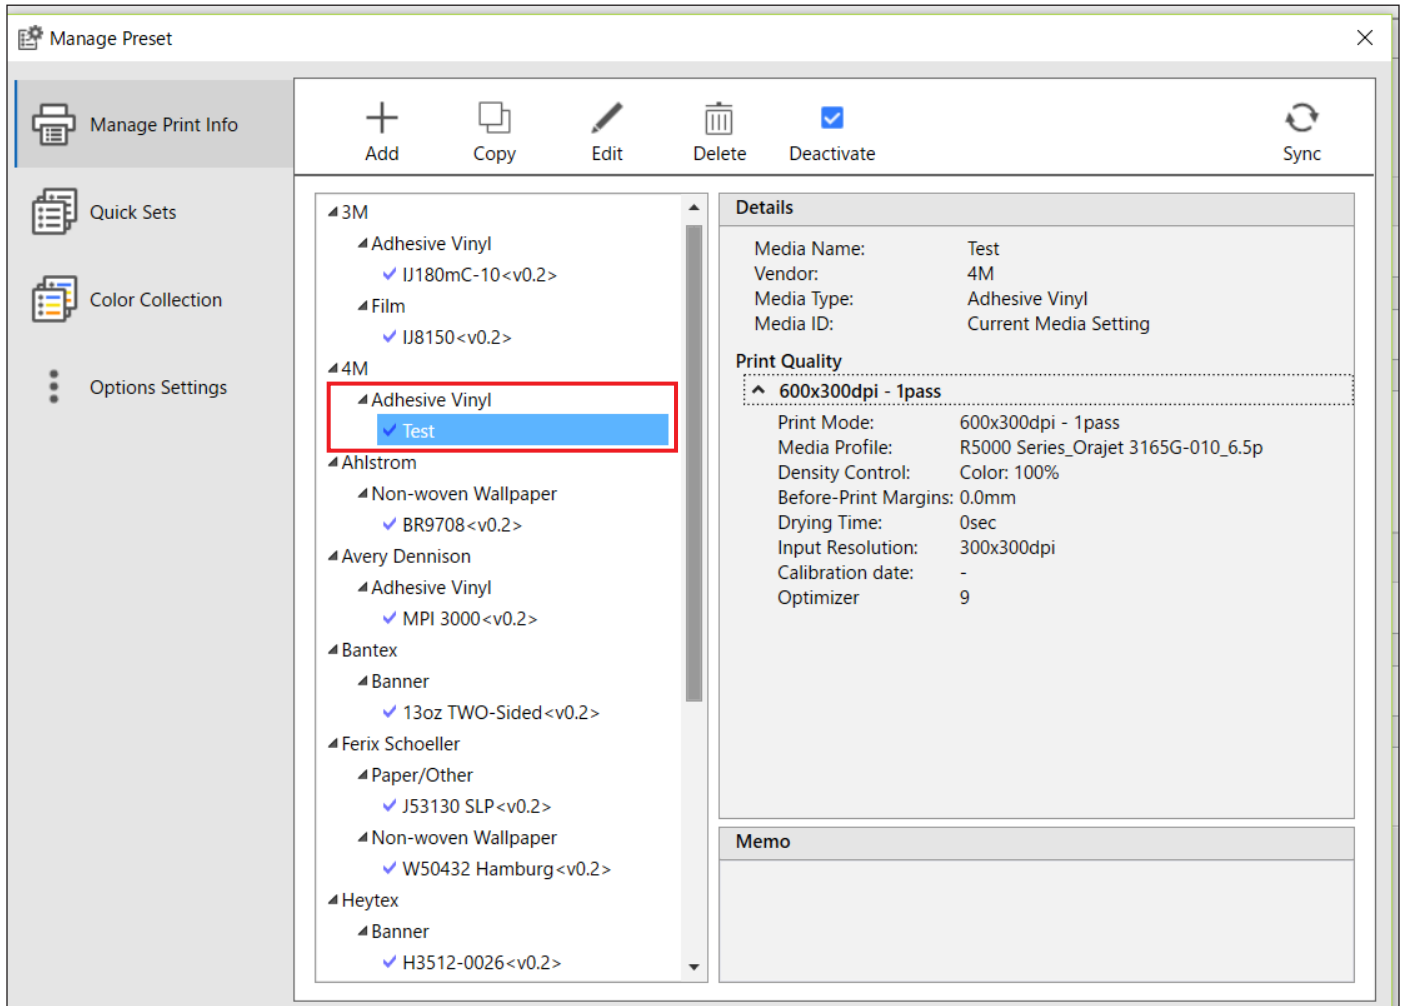 Manage Preset
Manage Print Info
Quick Sets
Color Collection
Options Settings
Add
Copy
Edit
Delete
Deactivate
Sync
3M
Adhesive Vinyl
IJ180mC-10<v0.2>
Film
IJ8150<v0.2>
4M
Adhesive Vinyl
Test
Ahlstrom
Non-woven Wallpaper
BR9708<v0.2>
Avery Dennison
Adhesive Vinyl
MPI 3000<v0.2>
Bantex
Banner
13oz TWO-Sided<v0.2>
Ferix Schoeller
Paper/Other
J53130 SLP<v0.2>
Non-woven Wallpaper
W50432 Hamburg<v0.2>
Heytex
Banner
H3512-0026<v0.2>
Details
Media Name: Test
Vendor: 4M
Media Type: Adhesive Vinyl
Media ID: Current Media Setting
Print Quality
600x300dpi - 1pass
Print Mode: 600x300dpi - 1pass
Media Profile: R5000 Series_Orajet 3165G-010_6.5p
Density Control: Color: 100%
Before-Print Margins: 0.0mm
Drying Time: 0sec
Input Resolution: 300x300dpi
Calibration date: -
Optimizer 9
Memo